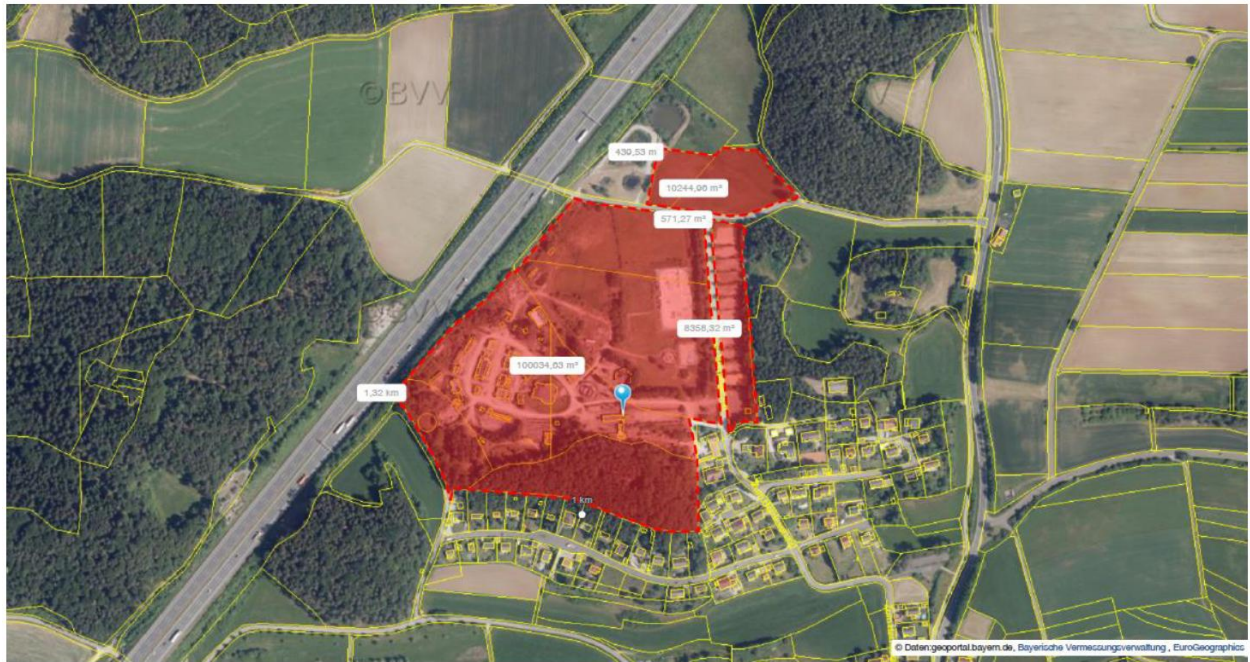 ©BVV
439,53 m
10244,96 m²
571,27 m²
8358,32 m²
100034,63 m²
1,32 km
1 km
© Daten:geoportal.bayern.de, Bayerische Vermessungsverwaltung , EuroGeographics